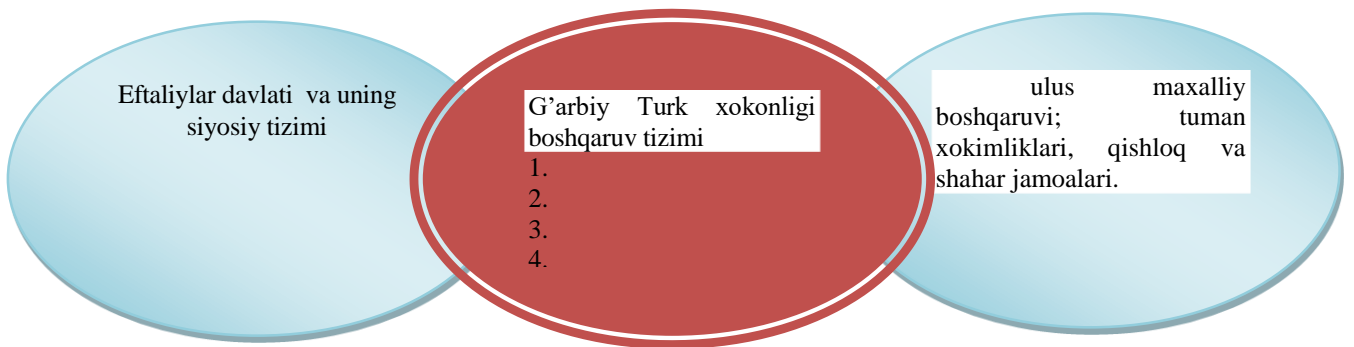 Eftaliylar davlati va uning
siyosiy tizimi
G’arbiy Turk xokonligi
boshqaruv tizimi
1.
2.
3.
4.
ulus maxalliy
boshqaruvi; tuman
xokimliklari, qishloq va
shahar jamoalari.